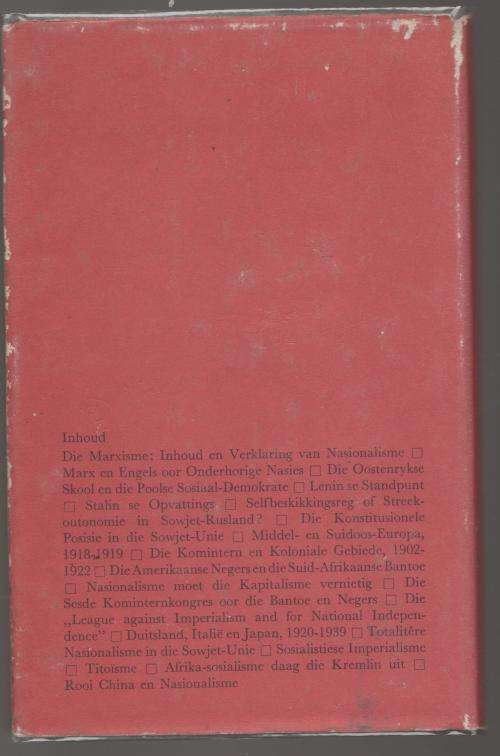 Inhoud
Die Marxisme: Inhoud en Verklaring van Nasionalisme □
Marx en Engels oor Onderhorige Nasies □ Die Oostenrykse
Skool en die Poolse Sosiaal-Demokrate □ Lenin se Standpunt
□ Stalin se Opvattings □ Selfbeskikkingsreg of Streek-
outonomie in Sowjet-Rusland? □ Die Konstitusionele
Posisie in die Sowjet-Unie □ Middel- en Suidoos-Europa,
1918-1919 □ Die Komintern en Koloniale Gebiede, 1902-
1922 □ Die Amerikaanse Negers en die Suid-Afrikaanse Bantoe
□ Nasionalisme moet die Kapitalisme vernietig □ Die
Sesde Kominternkongres oor die Bantoe en Negers □ Die
„League against Imperialism and for National Indepen-
dence” □ Duitsland, Italië en Japan, 1920-1939 □ Totalitêre
Nasionalisme in die Sowjet-Unie □ Sosialistiese Imperialisme
□ Titoïsme □ Afrika-sosialisme daag die Kremlin uit □
Rooi China en Nasionalisme